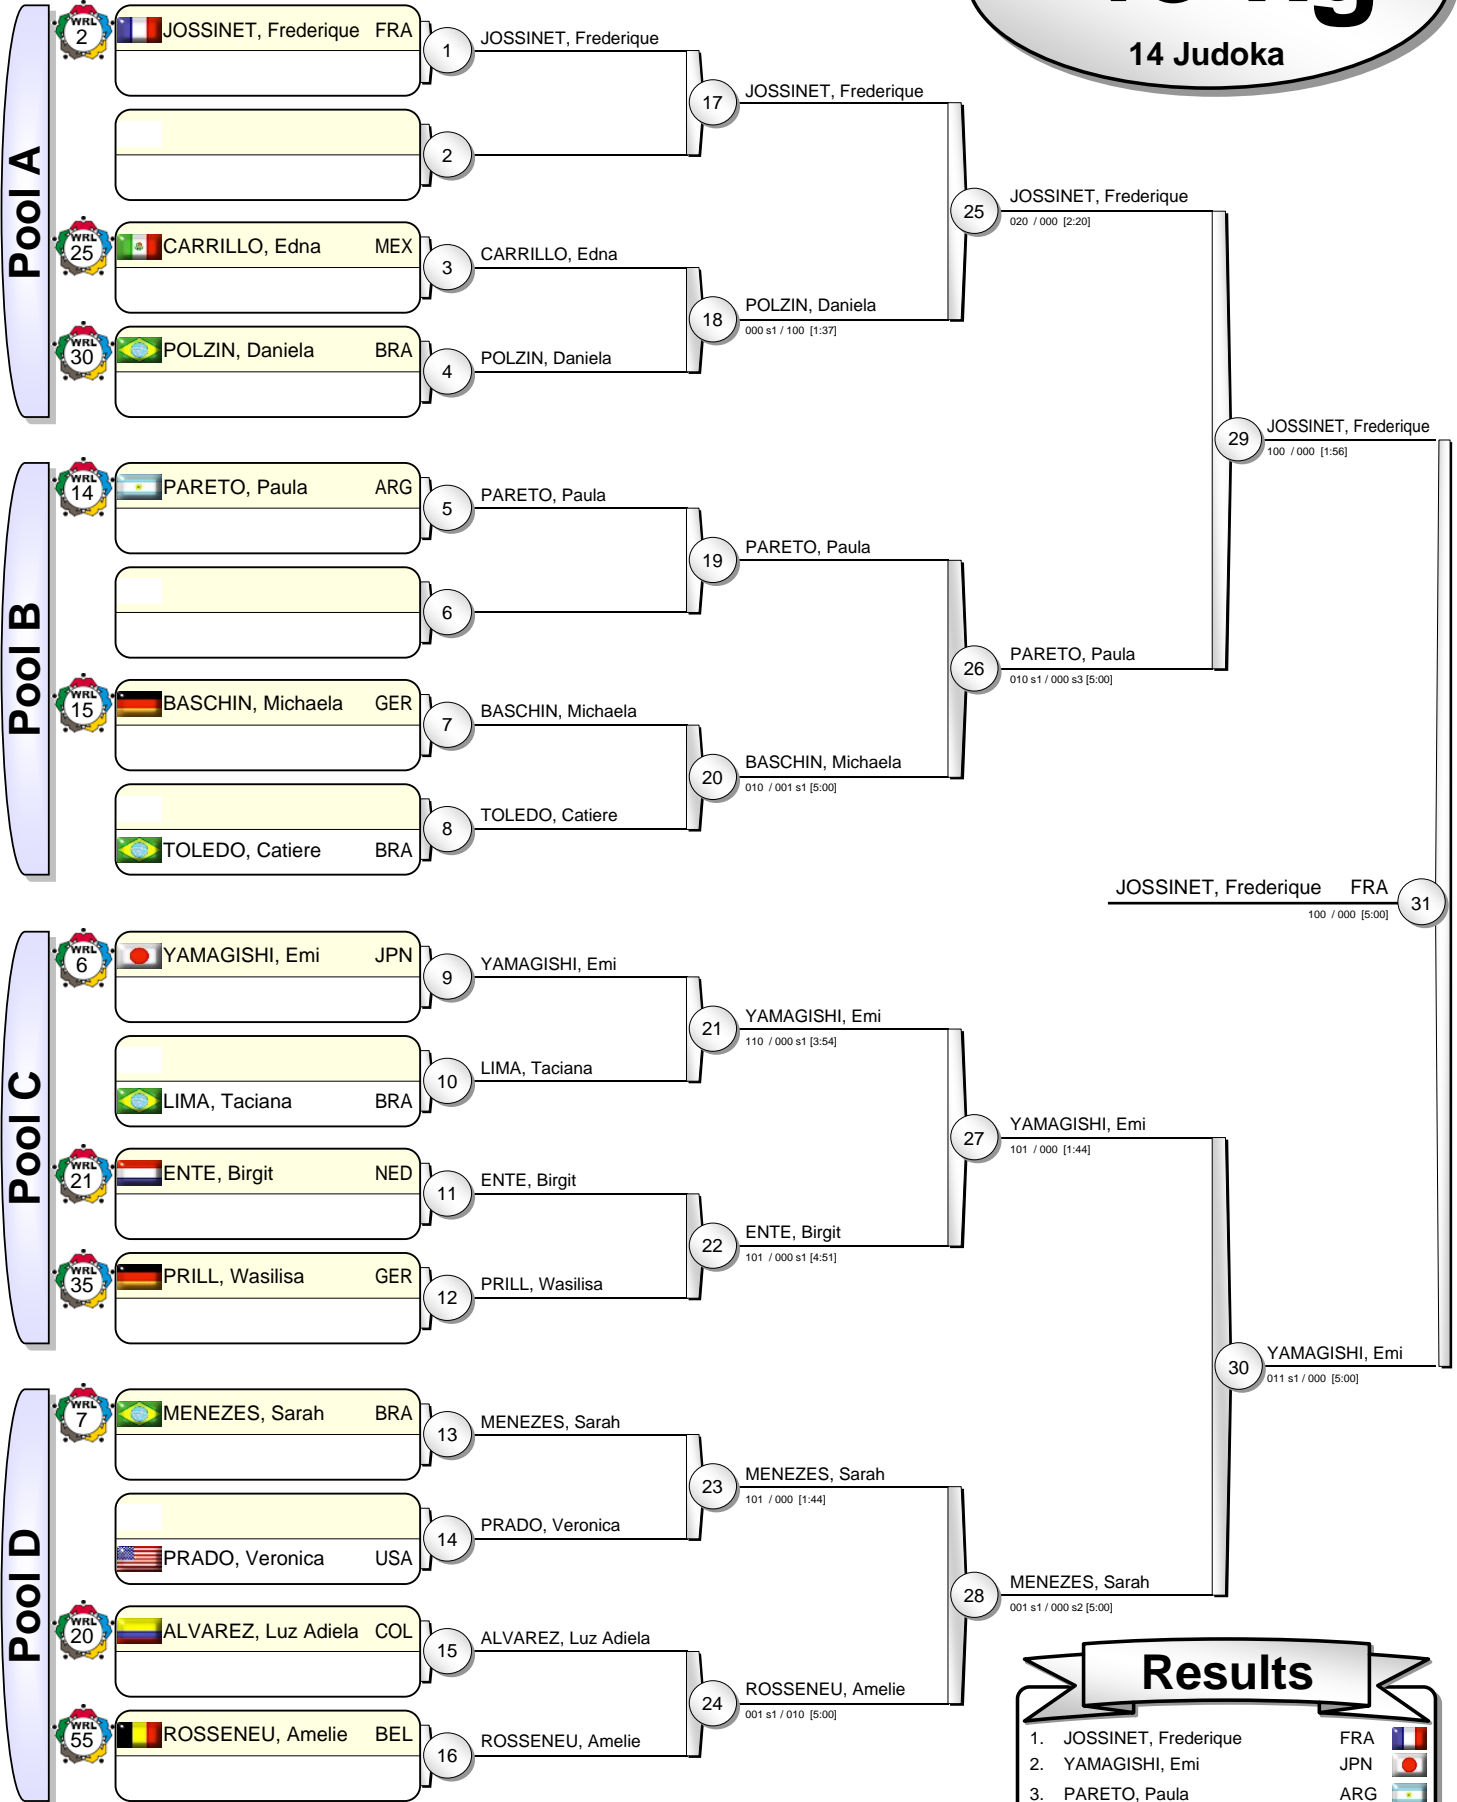 14 Judoka
Pool A
WRL 2 JOSSINET, Frederique FRA
1 JOSSINET, Frederique
17 JOSSINET, Frederique
2
25 JOSSINET, Frederique
020 / 000 [2:20]
WRL 25 CARRILLO, Edna MEX
3 CARRILLO, Edna
18 POLZIN, Daniela
000 s1 / 100 [1:37]
WRL 30 POLZIN, Daniela BRA
4 POLZIN, Daniela
29 JOSSINET, Frederique
100 / 000 [1:56]
Pool B
WRL 14 PARETO, Paula ARG
5 PARETO, Paula
19 PARETO, Paula
6
26 PARETO, Paula
010 s1 / 000 s3 [5:00]
WRL 15 BASCHIN, Michaela GER
7 BASCHIN, Michaela
20 BASCHIN, Michaela
010 / 001 s1 [5:00]
8 TOLEDO, Catiere
TOLEDO, Catiere BRA
JOSSINET, Frederique FRA 31
100 / 000 [5:00]
Pool C
WRL 6 YAMAGISHI, Emi JPN
9 YAMAGISHI, Emi
21 YAMAGISHI, Emi
110 / 000 s1 [3:54]
10 LIMA, Taciana
LIMA, Taciana BRA
27 YAMAGISHI, Emi
101 / 000 [1:44]
WRL 21 ENTE, Birgit NED
11 ENTE, Birgit
22 ENTE, Birgit
101 / 000 s1 [4:51]
WRL 35 PRILL, Wasilisa GER
12 PRILL, Wasilisa
30 YAMAGISHI, Emi
011 s1 / 000 [5:00]
Pool D
WRL 7 MENEZES, Sarah BRA
13 MENEZES, Sarah
23 MENEZES, Sarah
101 / 000 [1:44]
14 PRADO, Veronica
PRADO, Veronica USA
28 MENEZES, Sarah
001 s1 / 000 s2 [5:00]
WRL 20 ALVAREZ, Luz Adiela COL
15 ALVAREZ, Luz Adiela
24 ROSSENEU, Amelie
001 s1 / 010 [5:00]
WRL 55 ROSSENEU, Amelie BEL
16 ROSSENEU, Amelie
Results
1. JOSSINET, Frederique FRA
2. YAMAGISHI, Emi JPN
3. PARETO, Paula ARG